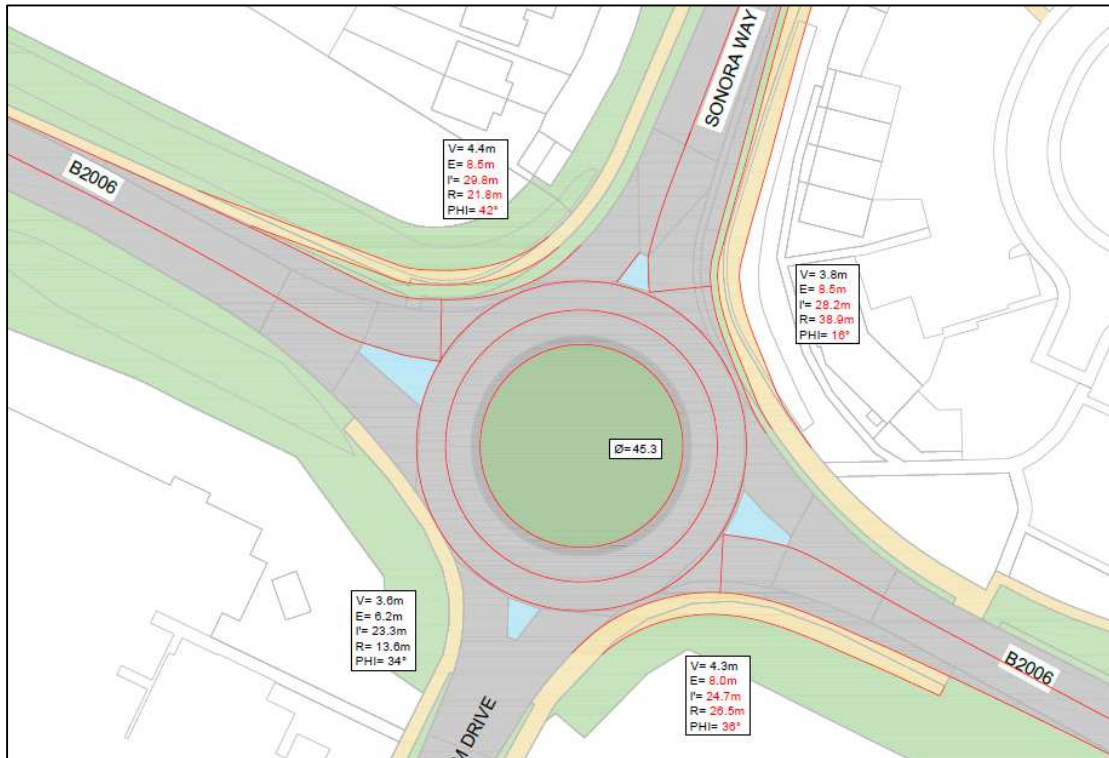 SONORA WAY
B2006
V= 4.4m
E= 8.5m
l'= 29.8m
R= 21.8m
PHI= 42°
V= 3.8m
E= 8.5m
l'= 28.2m
R= 38.9m
PHI= 16°
Ø=45.3
V= 3.6m
E= 6.2m
l'= 23.3m
R= 13.6m
PHI= 34°
V= 4.3m
E= 8.0m
l'= 24.7m
R= 26.5m
PHI= 36°
B2006
M DRIVE